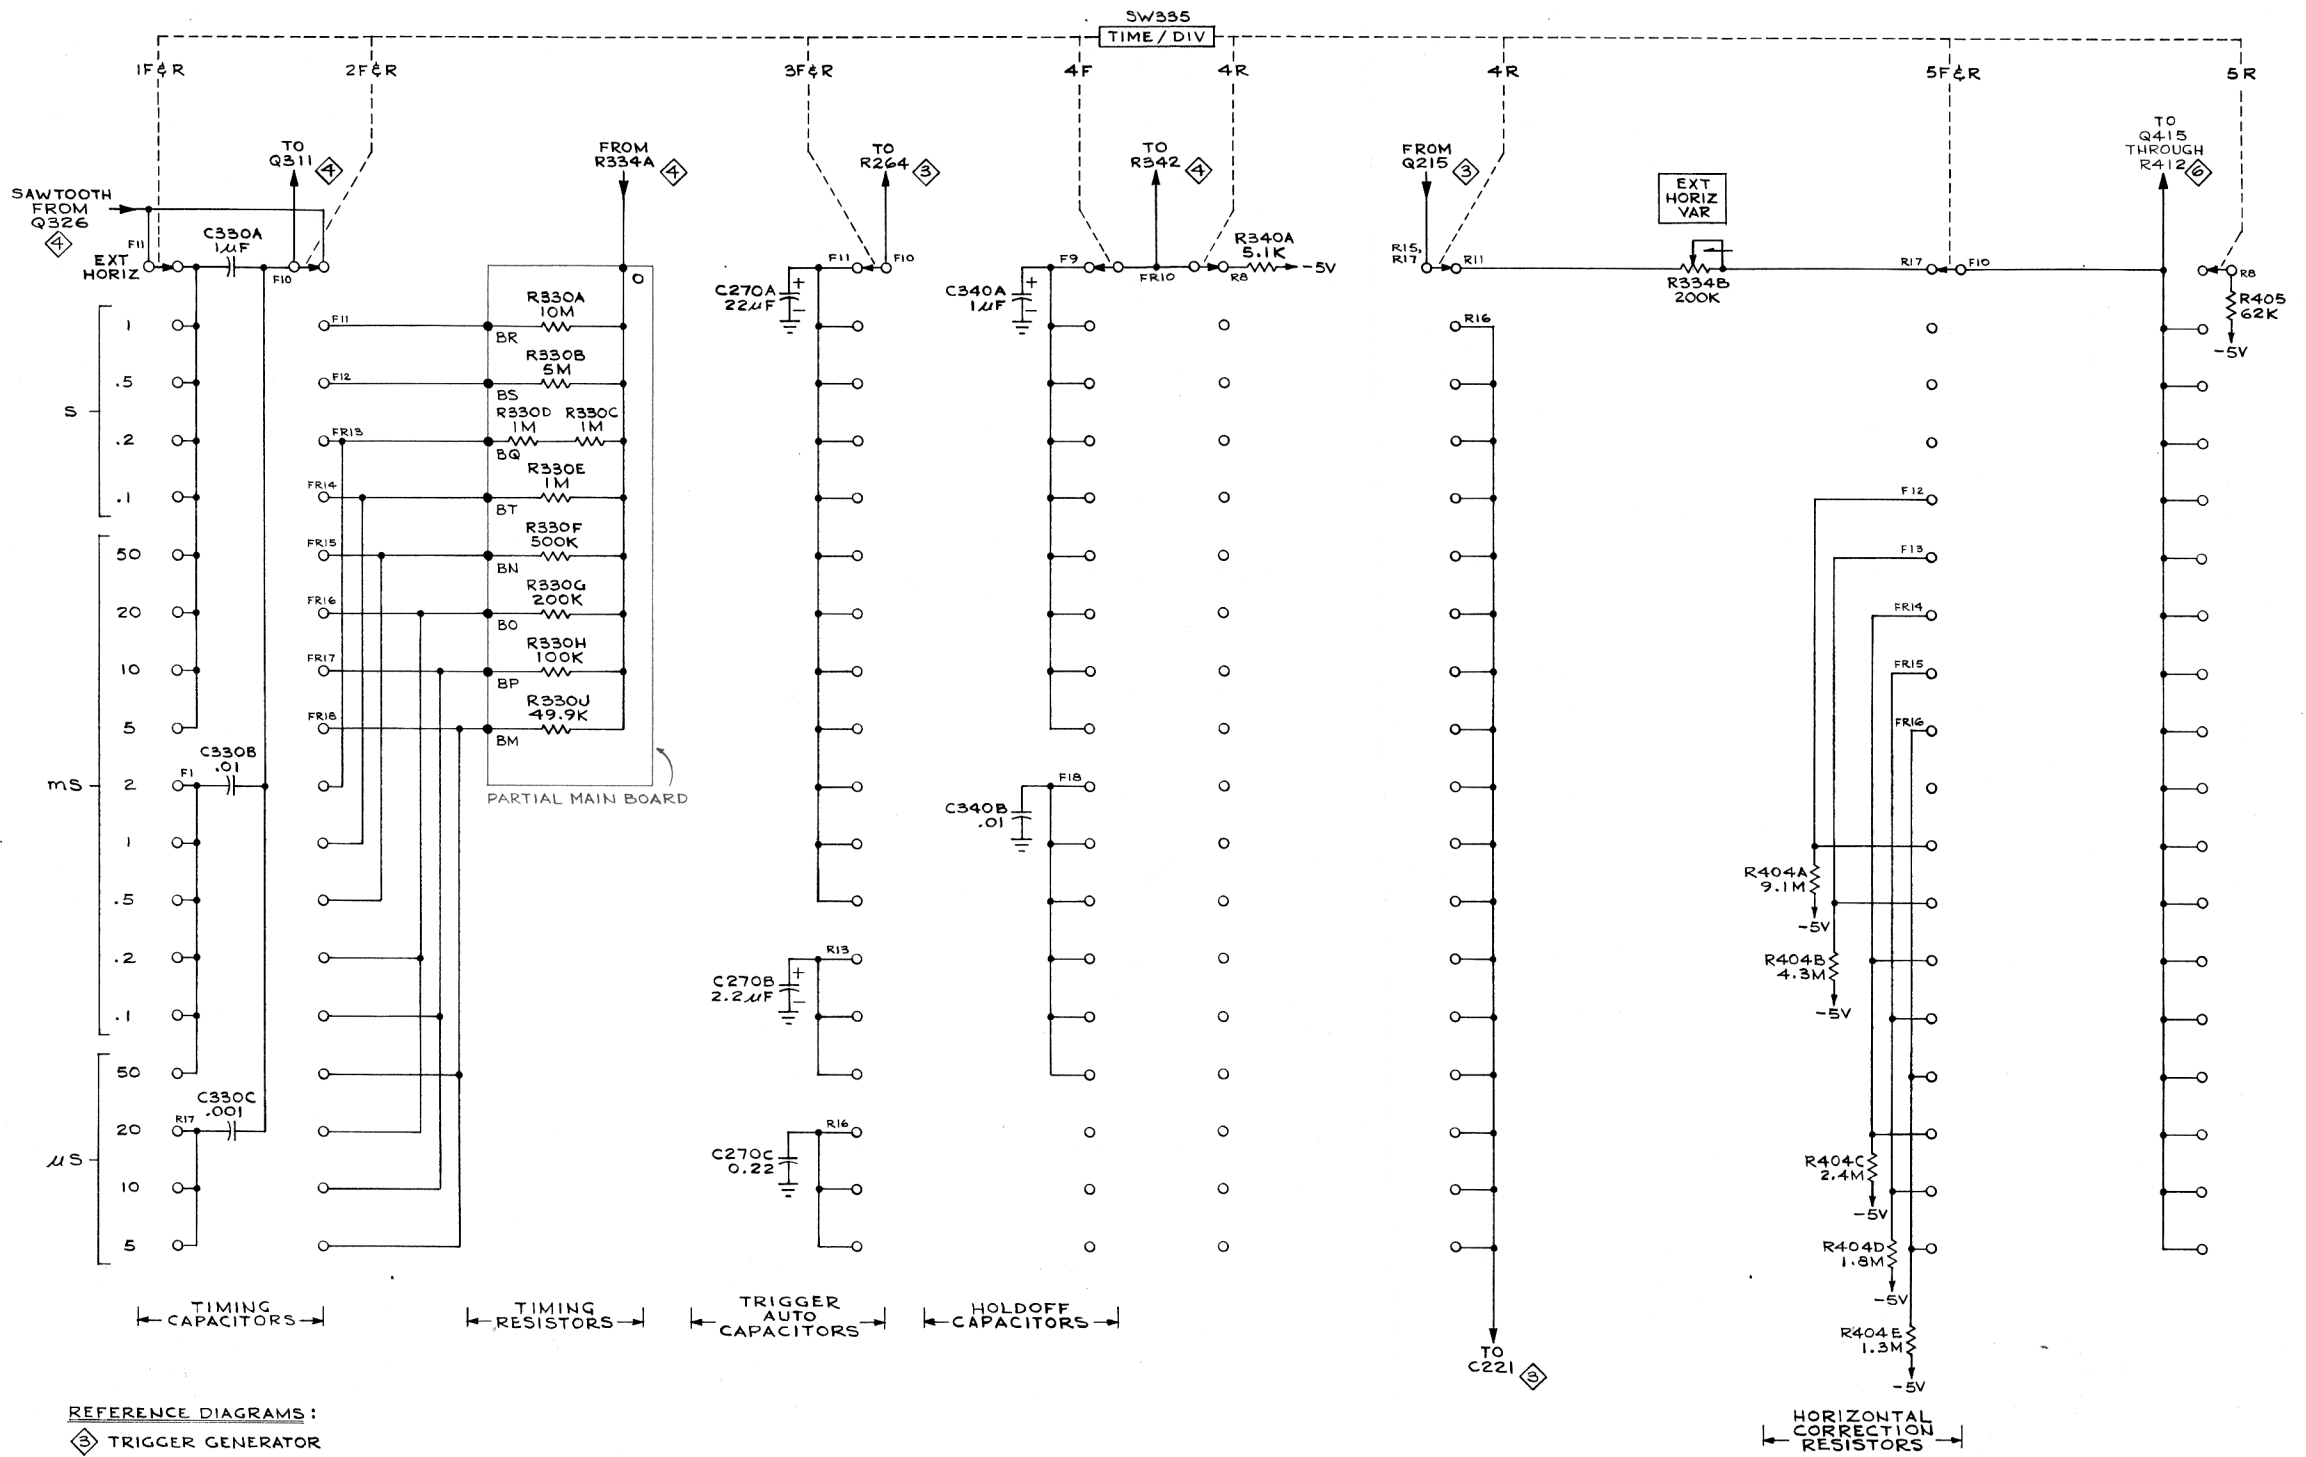 SW335
TIME/DIV
1F&R
2F&R
3F&R
4F
4R
4R
5F&R
5R
SAWTOOTH
FROM
Q326
4
TO
Q311
4
FROM
R334A
4
TO
R264
3
TO
R342
4
FROM
Q215
3
EXT
HORIZ
VAR
TO
Q415
THROUGH
R412
6
EXT
HORIZ
F11
C330A
1µF
F10
O
C270A
22µF
+
−
F11
F10
C340A
1µF
+
−
F9
FR10
R8
R340A
5.1K
-5V
R15,
R17
R11
R334B
200K
R17
F10
R8
R405
62K
-5V
S
1
.5
.2
.1
mS
50
20
10
5
2
1
.5
.2
.1
µS
50
20
10
5
C330B
.01
F1
C330C
.001
R17
F11
F12
FR13
FR14
FR15
FR16
FR17
FR18
R330A
10M
BR
R330B
5M
BS
R330D
1M
R330C
1M
BQ
R330E
1M
BT
R330F
500K
BN
R330G
200K
BO
R330H
100K
BP
R330J
49.9K
BM
PARTIAL MAIN BOARD
C270B
2.2µF
+
−
R13
C270C
0.22
R16
F18
C340B
.01
R16
F12
F13
FR14
FR15
FR16
R404A
9.1M
-5V
R404B
4.3M
-5V
R404C
2.4M
-5V
R404D
1.8M
-5V
R404E
1.3M
-5V
TO
C221
3
TIMING
CAPACITORS
TIMING
RESISTORS
TRIGGER
AUTO
CAPACITORS
HOLDOFF
CAPACITORS
HORIZONTAL
CORRECTION
RESISTORS
REFERENCE DIAGRAMS:
3 TRIGGER GENERATOR